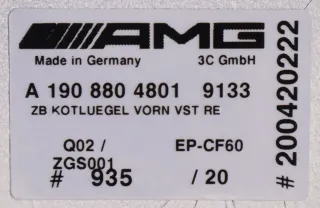 AMG
Made in Germany 3C GmbH
A 190 880 4801 9133
ZB KOTLUEGEL VORN VST RE
Q02 / EP-CF60
ZGS001
# 935 / 20
# 200420222